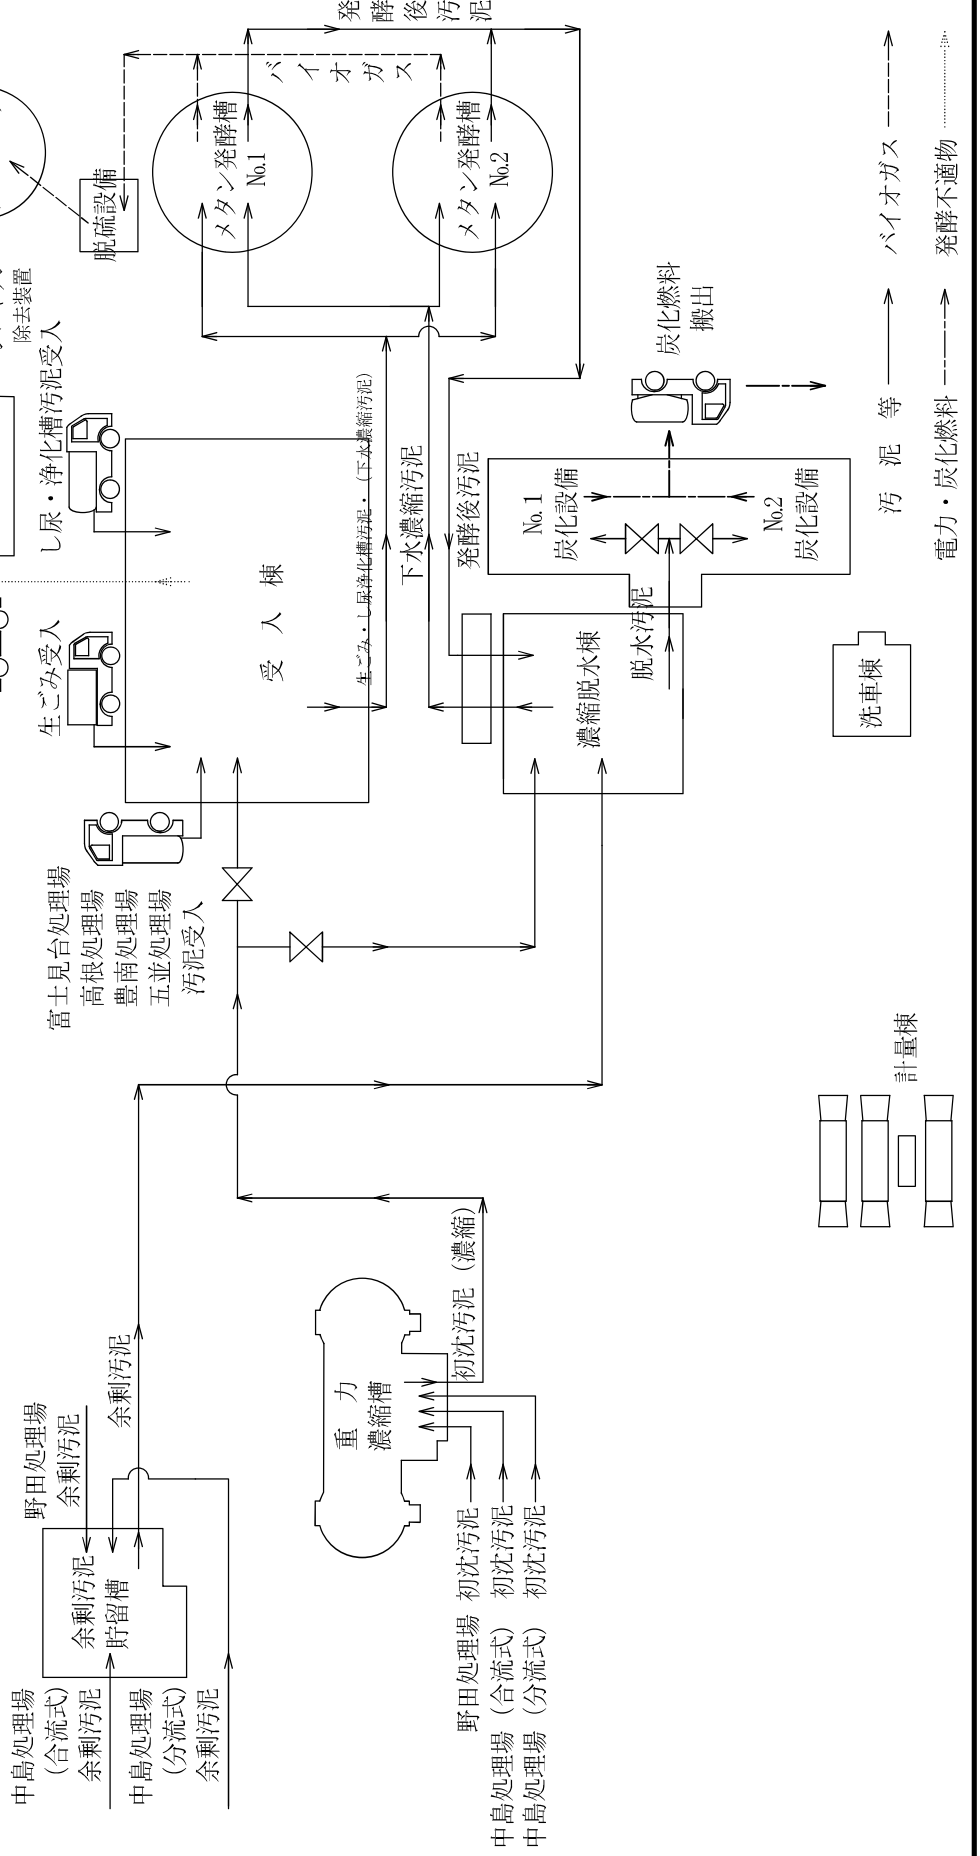 中島処理場
(合流式)
余剰汚泥
中島処理場
(分流式)
余剰汚泥
余剰汚泥
貯留槽
野田処理場
余剰汚泥
余剰汚泥
野田処理場 初沈汚泥
中島処理場 (合流式) 初沈汚泥
中島処理場 (分流式) 初沈汚泥
重力
濃縮槽
初沈汚泥 (濃縮)
富士見台処理場
高根処理場
豊南処理場
五並処理場
汚泥受入
生ごみ受入
し尿・浄化槽汚泥受入
除去装置
受入棟
生ごみ・し尿浄化槽汚泥・(下水濃縮汚泥)
下水濃縮汚泥
発酵後汚泥
濃縮脱水棟
脱水汚泥
No.1
炭化設備
No.2
炭化設備
炭化燃料
搬出
脱硫設備
メタン発酵槽
No.1
メタン発酵槽
No.2
バイオガス
発酵後汚泥
計量棟
洗車棟
汚泥等
バイオガス
電力・炭化燃料
発酵不適物